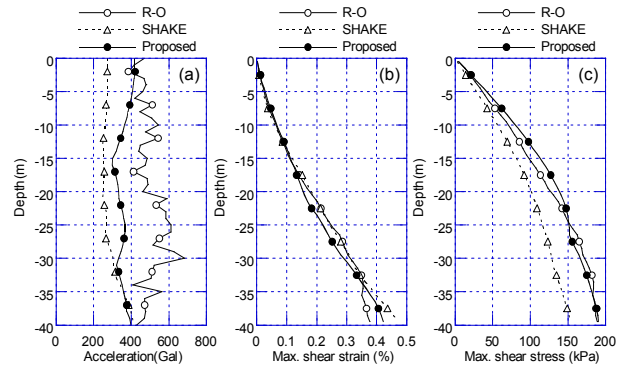 R-O
SHAKE
Proposed
R-O
SHAKE
Proposed
R-O
SHAKE
Proposed
(a)
0
-5
-10
-15
-20
-25
-30
-35
-40
Depth(m)
0 200 400 600 800
Acceleration(Gal)
(b)
0
-5
-10
-15
-20
-25
-30
-35
-40
Depth(m)
0 0.1 0.2 0.3 0.4 0.5
Max. shear strain (%)
(c)
0
-5
-10
-15
-20
-25
-30
-35
-40
Depth(m)
0 50 100 150 200
Max. shear stress (kPa)